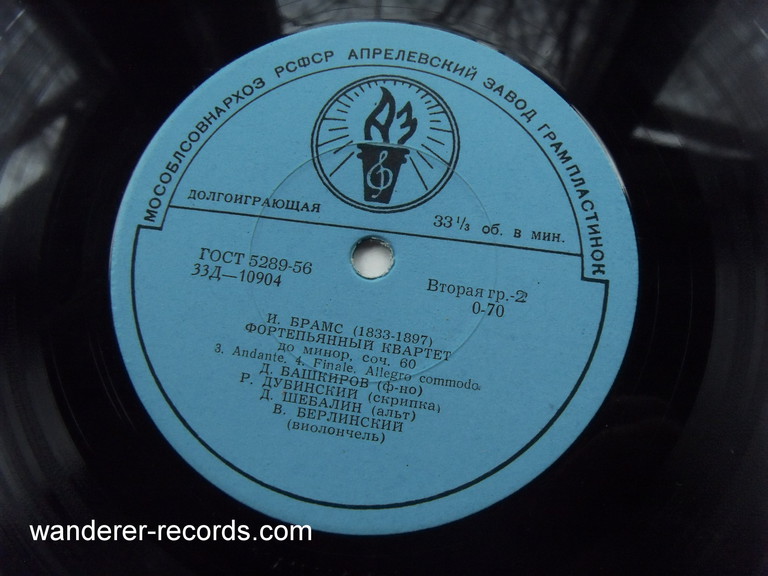 МОСОБЛСОВНАРХОЗ РСФСР АПРЕЛЕВСКИЙ ЗАВОД ГРАМПЛАСТИНОК
АЗ
ДОЛГОИГРАЮЩАЯ
33⅓ об. в мин.
ГОСТ 5289-56
33Д—10904
Вторая гр.-2
0-70
И. БРАМС (1833-1897)
ФОРТЕПЬЯННЫЙ КВАРТЕТ
до минор, соч. 60
3. Andante. 4. Finale. Allegro commodo.
Д. БАШКИРОВ (ф-но)
Р. ДУБИНСКИЙ (скрипка)
Д. ШЕБАЛИН (альт)
В. БЕРЛИНСКИЙ
(виолончель)
wanderer-records.com